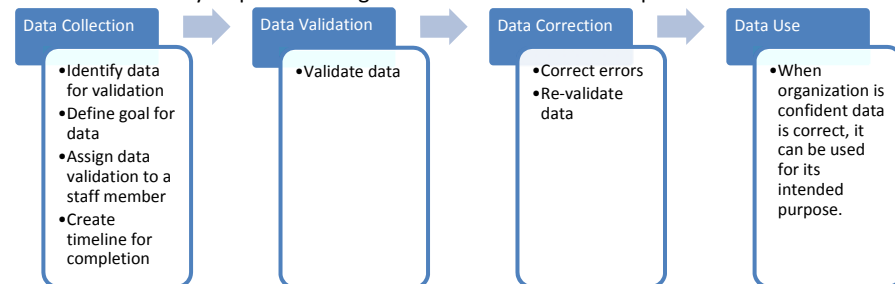 Data Collection
•Identify data
for validation
•Define goal for
data
•Assign data
validation to a
staff member
•Create
timeline for
completion
Data Validation
•Validate data
Data Correction
•Correct errors
•Re-validate
data
Data Use
•When
organization is
confident data
is correct, it
can be used
for its
intended
purpose.